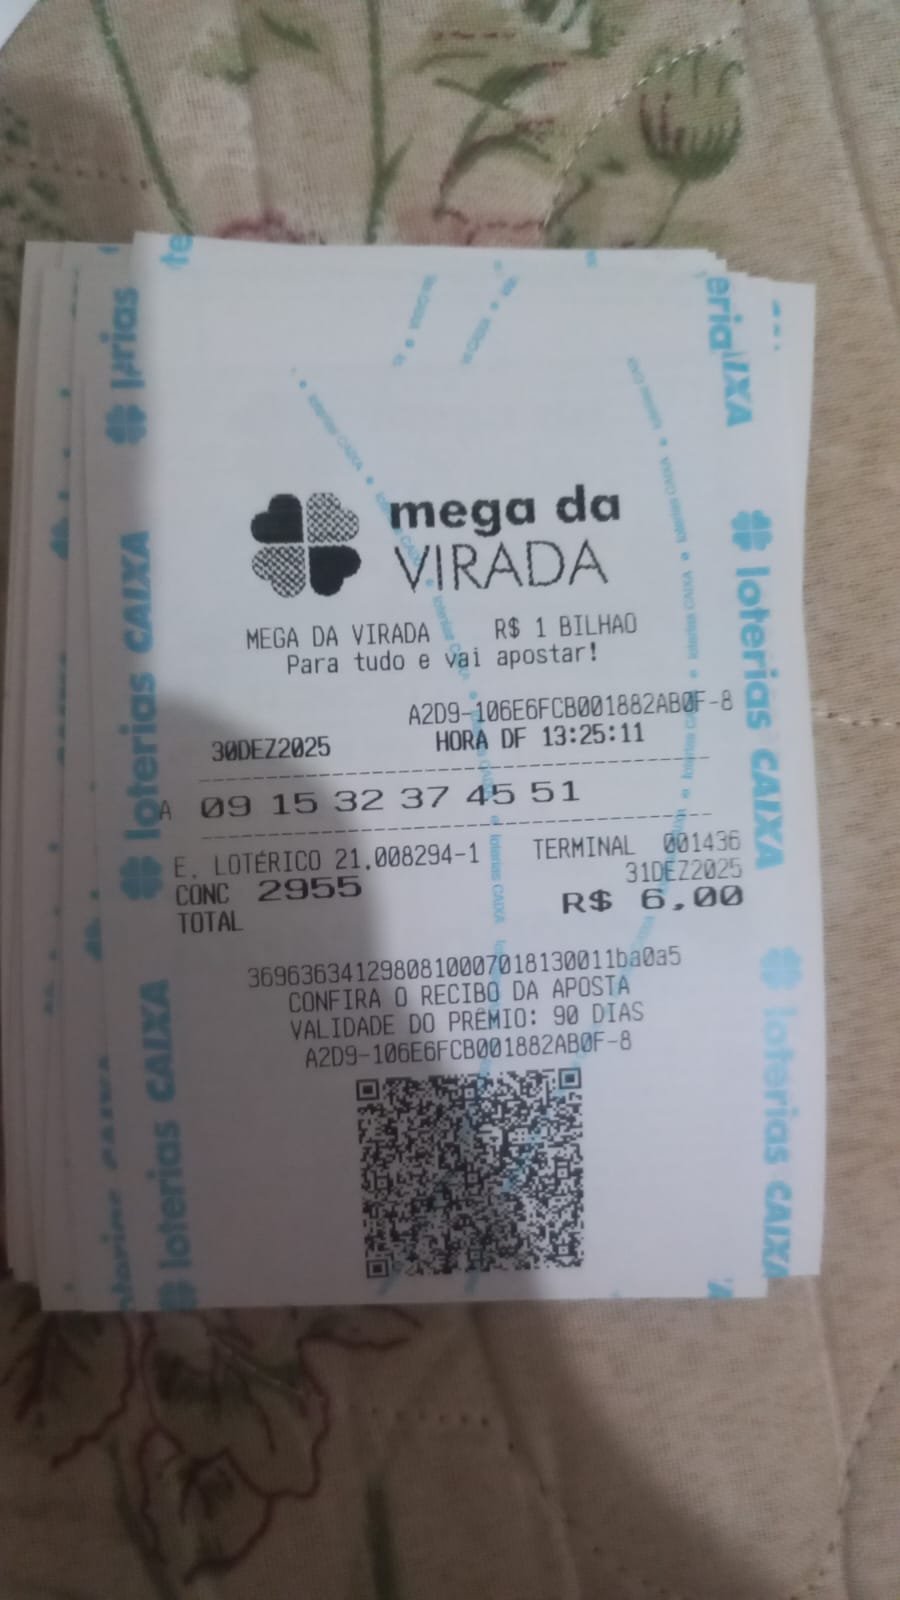 mega da
VIRADA
MEGA DA VIRADA R$ 1 BILHAO
Para tudo e vai apostar!
A2D9-106E6FCB001882AB0F-8
30DEZ2025 HORA DF 13:25:11
A 09 15 32 37 45 51
E. LOTÉRICO 21.008294-1 TERMINAL 001436
CONC 2955 31DEZ2025
TOTAL R$ 6,00
3696363412980810007018130011ba0a5
CONFIRA O RECIBO DA APOSTA
VALIDADE DO PRÊMIO: 90 DIAS
A2D9-106E6FCB001882AB0F-8
loterias CAIXA
loterias CAIXA
loterias CAIXA
loterias CAIXA